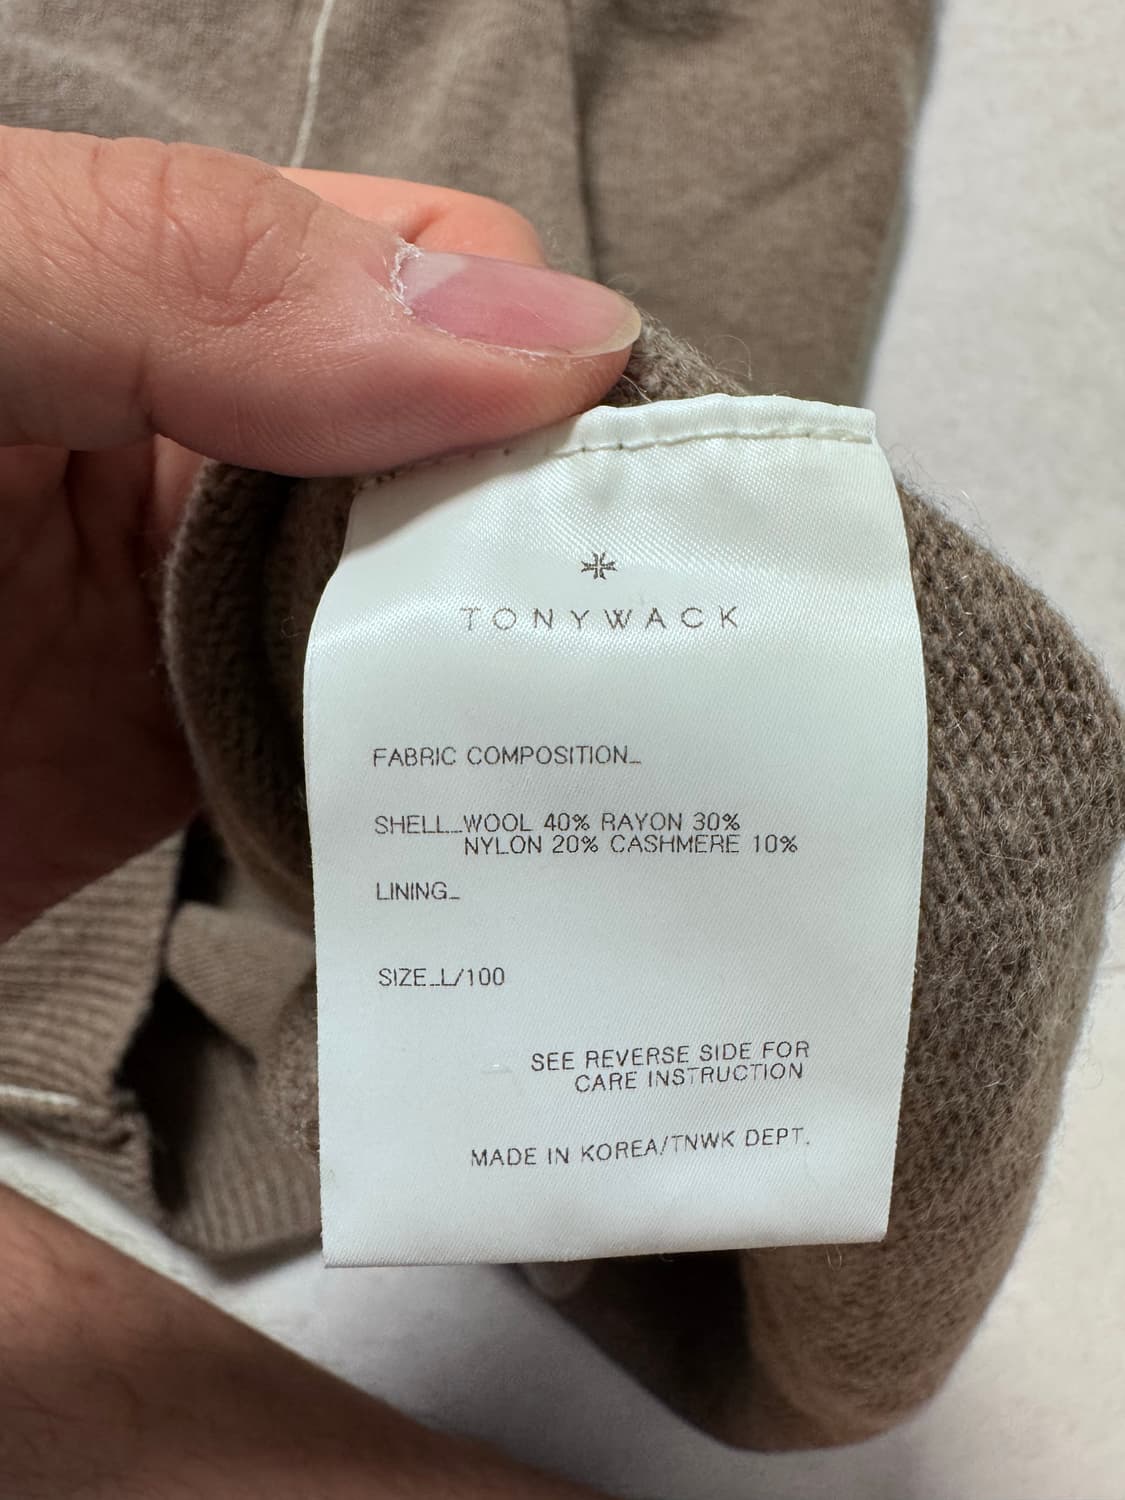 TONYWACK
FABRIC COMPOSITION_
SHELL_WOOL 40% RAYON 30%
NYLON 20% CASHMERE 10%
LINING_
SIZE_L/100
SEE REVERSE SIDE FOR
CARE INSTRUCTION
MADE IN KOREA/TNWK DEPT.